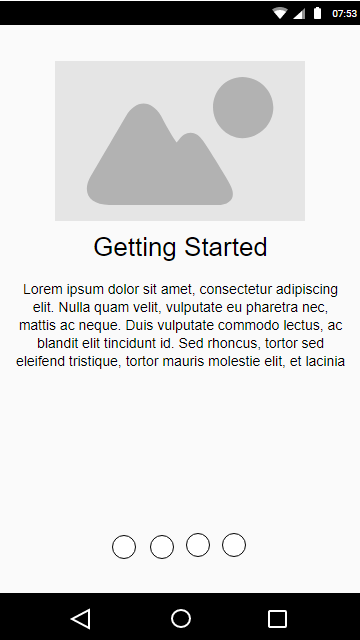 07:53
Getting Started
Lorem ipsum dolor sit amet, consectetur adipiscing
elit. Nulla quam velit, vulputate eu pharetra nec,
mattis ac neque. Duis vulputate commodo lectus, ac
blandit elit tincidunt id. Sed rhoncus, tortor sed
eleifend tristique, tortor mauris molestie elit, et lacinia